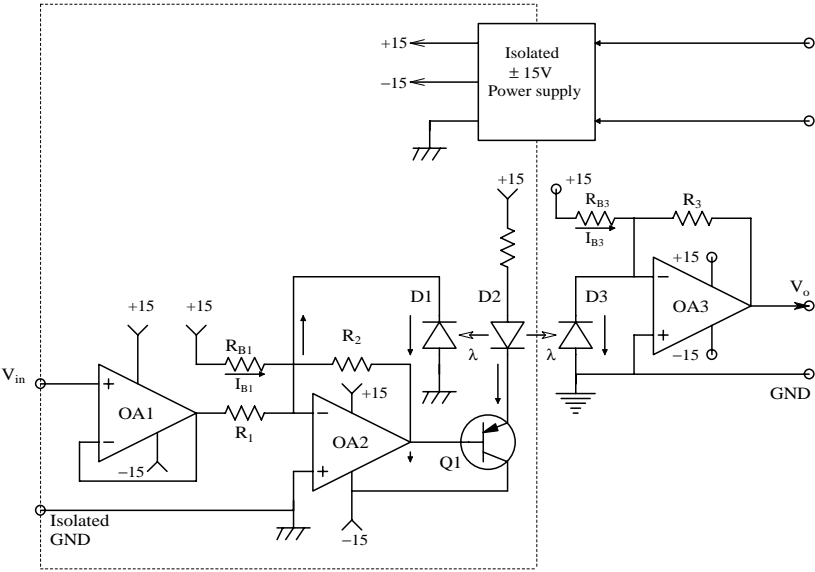 +15
−15
Isolated
± 15V
Power supply
+15
+15
R_B3
R_3
I_B3
+15
OA3
−15
V_o
GND
D1
D2
D3
λ
λ
+15
+15
R_B1
I_B1
R_2
V_in
OA1
R_1
−15
+15
OA2
Q1
−15
Isolated
GND